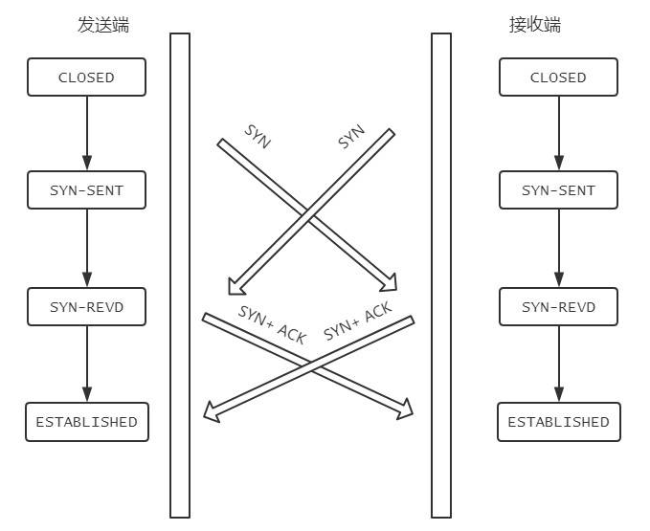 发送端
接收端
CLOSED
CLOSED
SYN
SYN
SYN-SENT
SYN-SENT
SYN-REVD
SYN+ ACK
SYN+ ACK
SYN-REVD
ESTABLISHED
ESTABLISHED